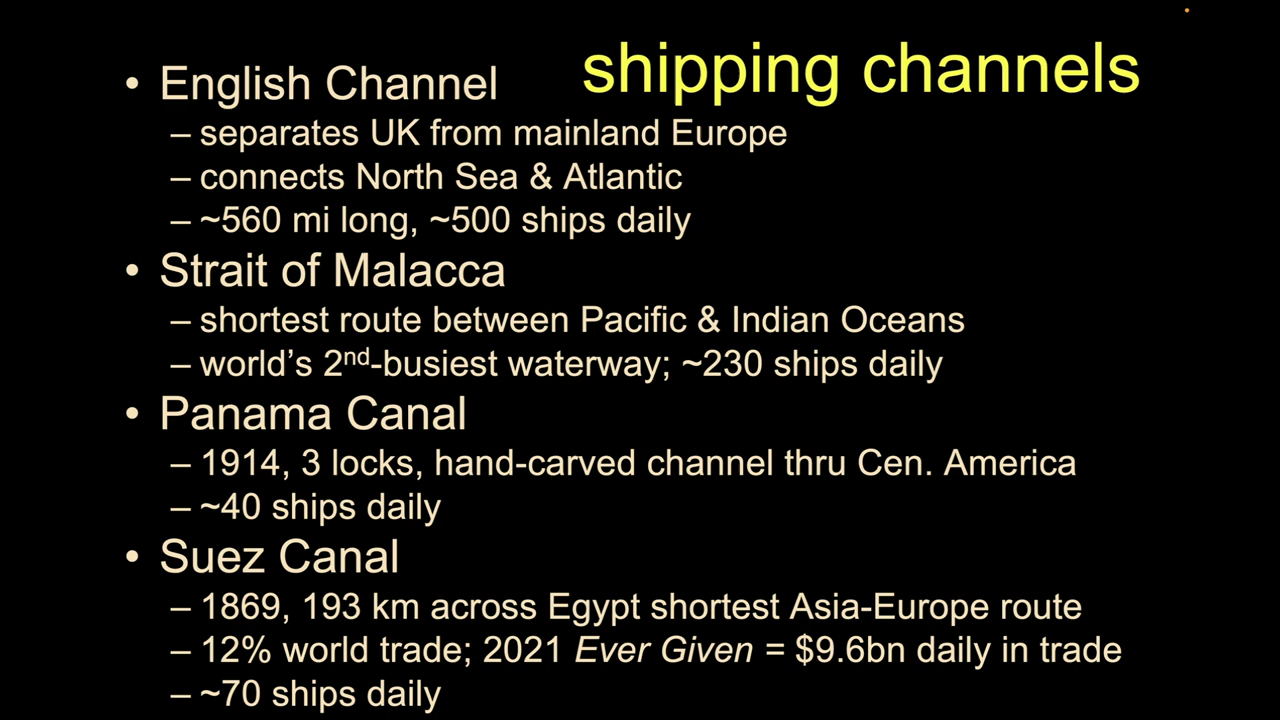 shipping channels
• English Channel
– separates UK from mainland Europe
– connects North Sea & Atlantic
– ~560 mi long, ~500 ships daily
• Strait of Malacca
– shortest route between Pacific & Indian Oceans
– world’s 2nd-busiest waterway; ~230 ships daily
• Panama Canal
– 1914, 3 locks, hand-carved channel thru Cen. America
– ~40 ships daily
• Suez Canal
– 1869, 193 km across Egypt shortest Asia-Europe route
– 12% world trade; 2021 Ever Given = $9.6bn daily in trade
– ~70 ships daily